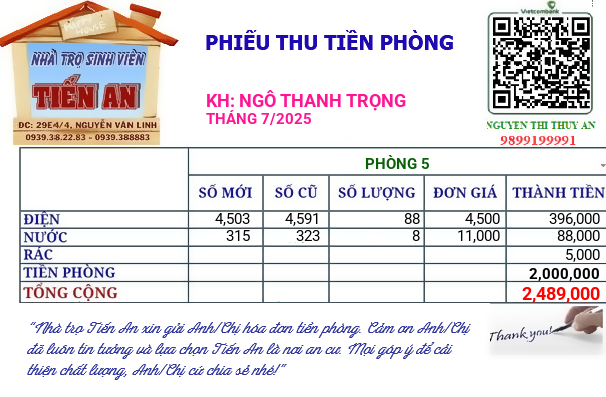 HAPPY HOME
NHÀ TRỌ SINH VIÊN
TIẾN AN
ĐC: 29E4/4, NGUYỄN VĂN LINH
0939.38.22.83 - 0939.388883
PHIẾU THU TIỀN PHÒNG
KH: NGÔ THANH TRỌNG
THÁNG 7/2025
Vietcombank
NGUYEN THI THUY AN
9899199991
PHÒNG 5
SỐ MỚI SỐ CŨ SỐ LƯỢNG ĐƠN GIÁ THÀNH TIỀN
ĐIỆN 4,503 4,591 88 4,500 396,000
NƯỚC 315 323 8 11,000 88,000
RÁC 5,000
TIỀN PHÒNG 2,000,000
TỔNG CỘNG 2,489,000
"Nhà trọ Tiến An xin gửi Anh/Chị hóa đơn tiền phòng. Cảm ơn Anh/Chị
đã luôn tin tưởng và lựa chọn Tiến An là nơi an cư. Mọi góp ý để cải
thiện chất lượng, Anh/Chị cứ chia sẻ nhé!"
Thank you!